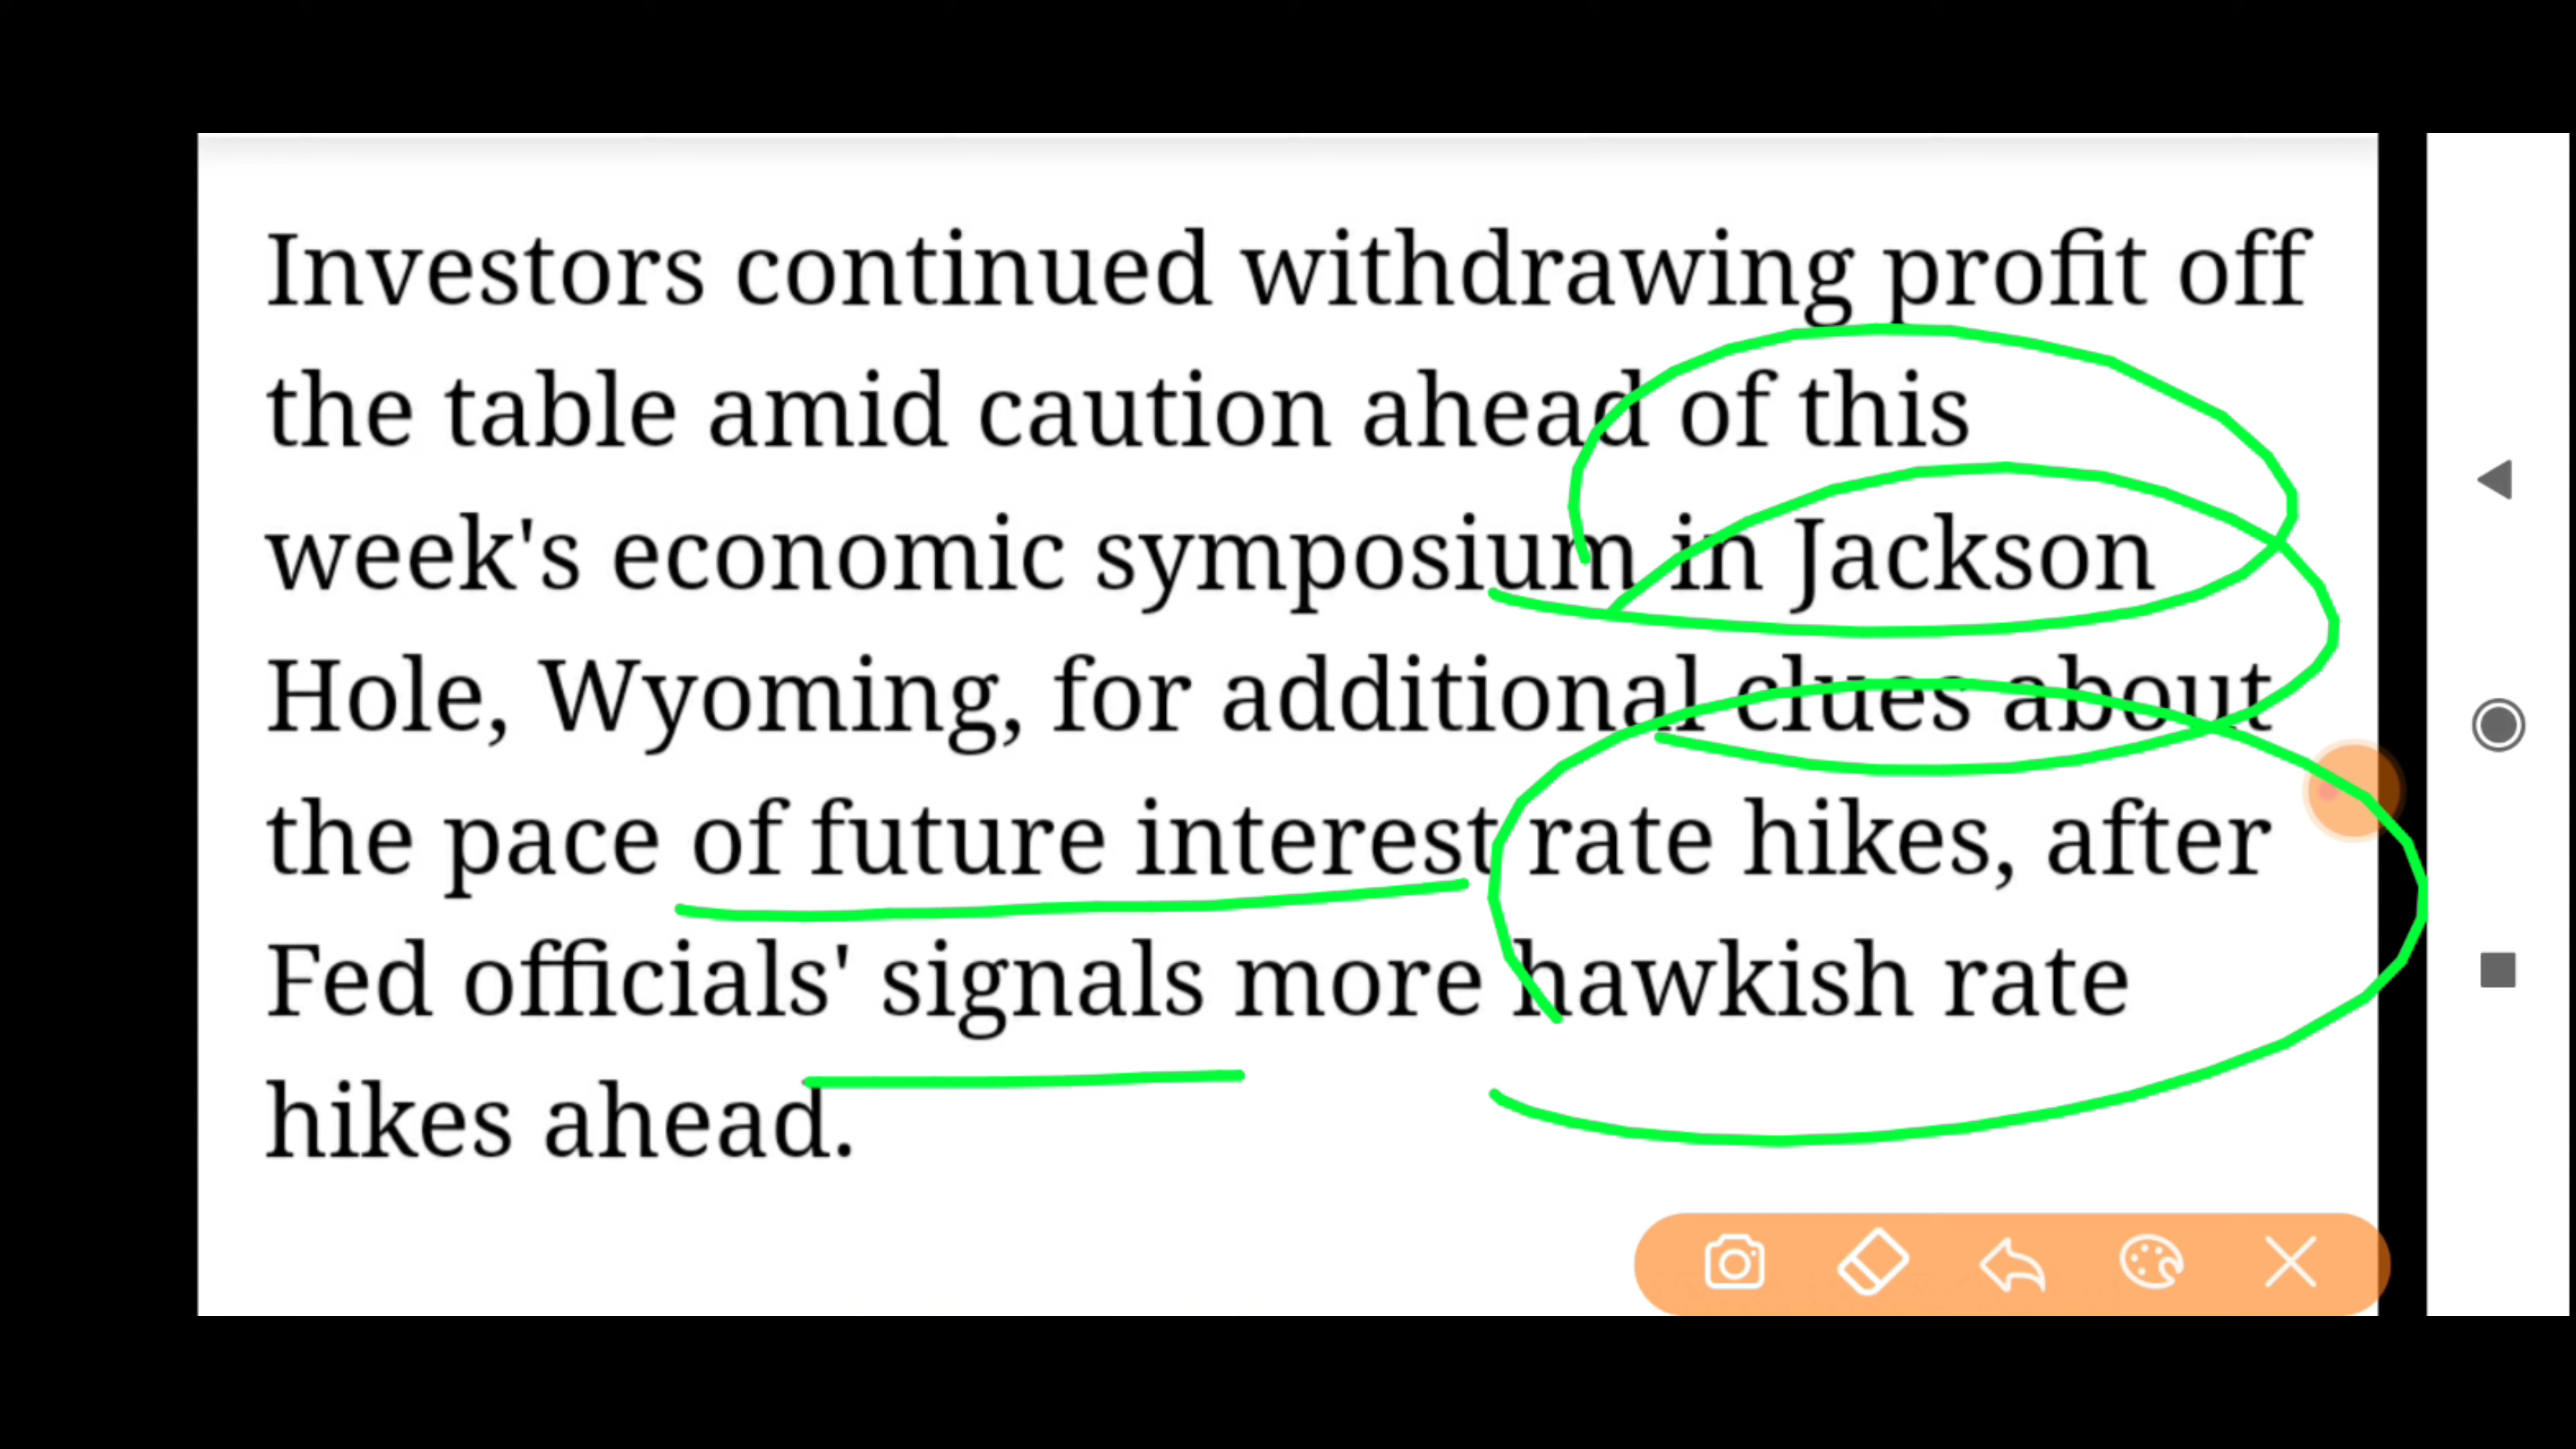 Investors continued withdrawing profit off
the table amid caution ahead of this
week's economic symposium in Jackson
Hole, Wyoming, for additional clues about
the pace of future interest rate hikes, after
Fed officials' signals more hawkish rate
hikes ahead.